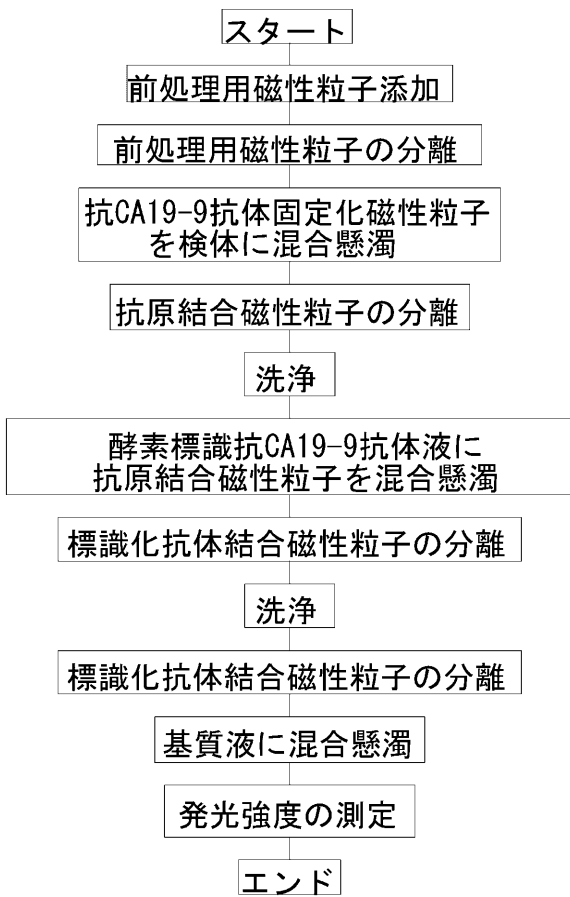 スタート
前処理用磁性粒子添加
前処理用磁性粒子の分離
抗CA19-9抗体固定化磁性粒子
を検体に混合懸濁
抗原結合磁性粒子の分離
洗浄
酵素標識抗CA19-9抗体液に
抗原結合磁性粒子を混合懸濁
標識化抗体結合磁性粒子の分離
洗浄
標識化抗体結合磁性粒子の分離
基質液に混合懸濁
発光強度の測定
エンド